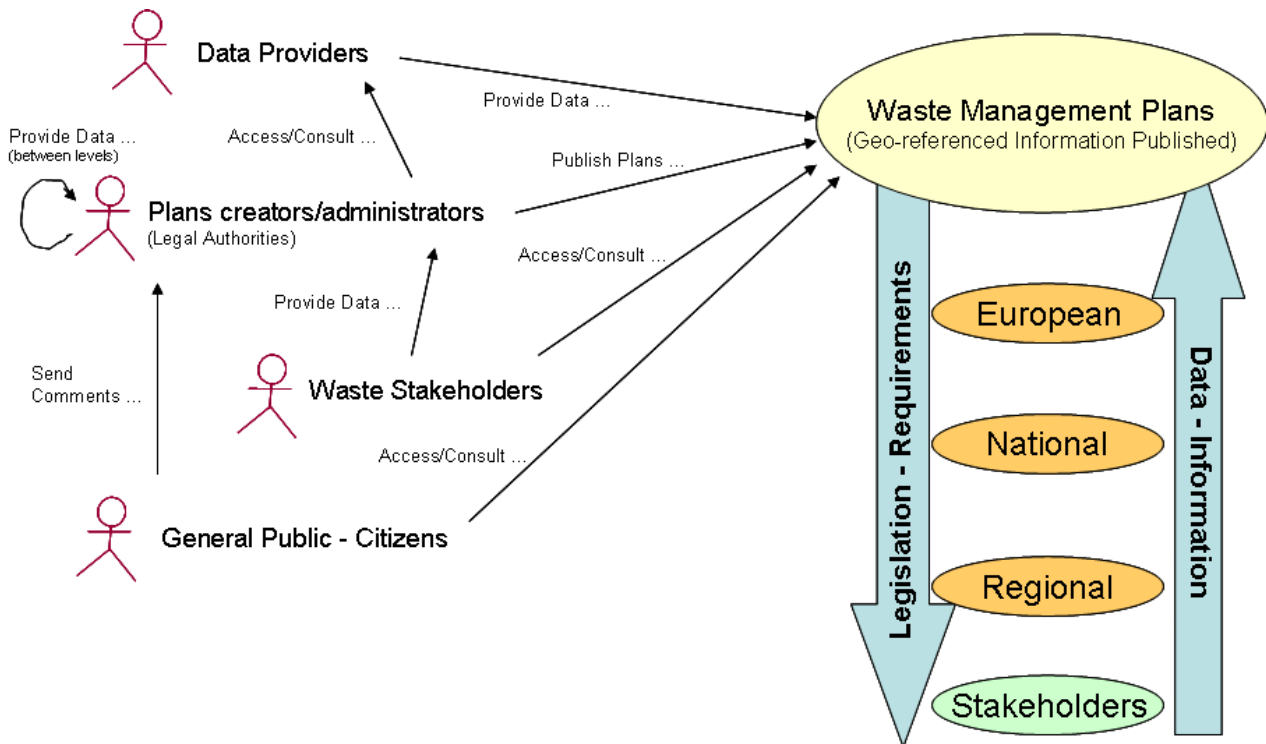 Data Providers
Provide Data ...
Waste Management Plans
(Geo-referenced Information Published)
Provide Data ...
(between levels)
Access/Consult ...
Publish Plans ...
Plans creators/administrators
(Legal Authorities)
Access/Consult ...
Provide Data ...
Send
Comments ...
Waste Stakeholders
Access/Consult ...
General Public - Citizens
Legislation - Requirements
European
National
Regional
Stakeholders
Data - Information